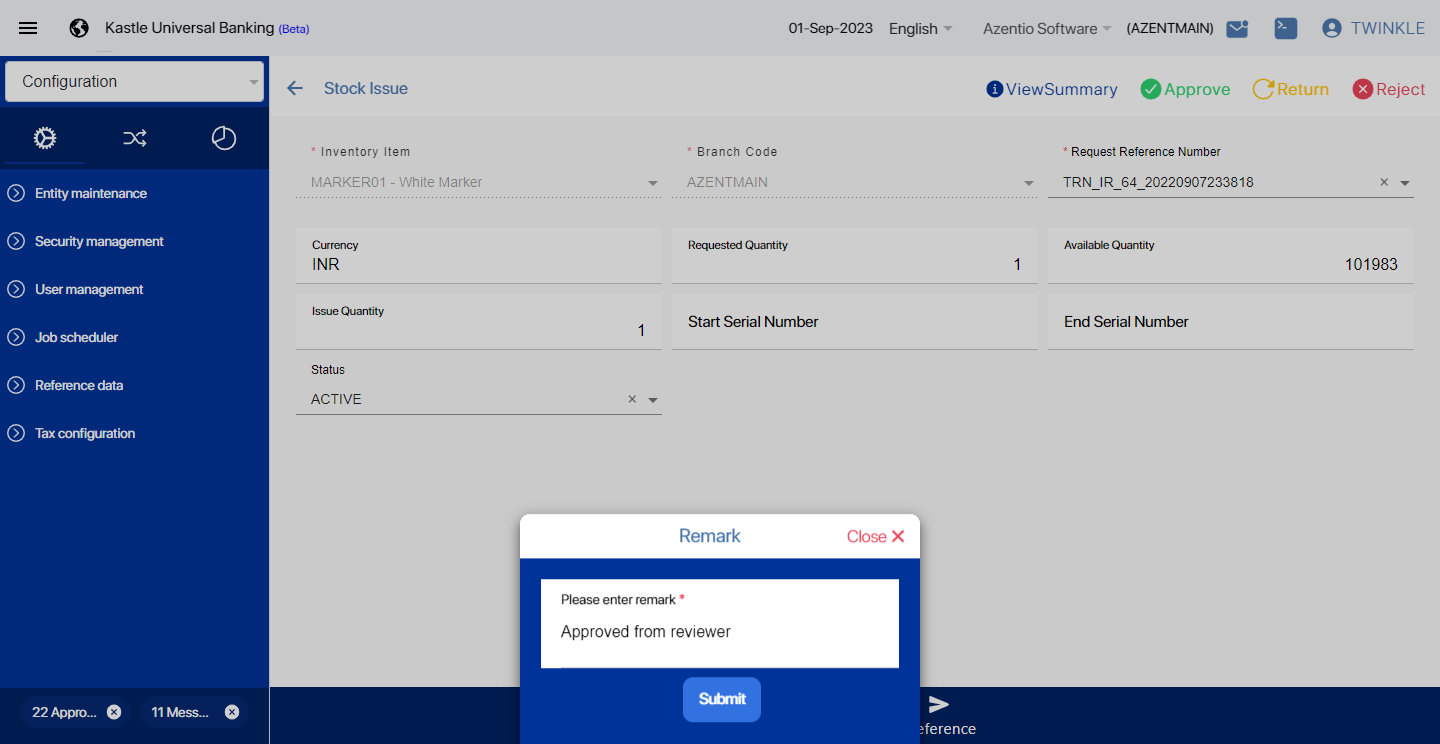 Kastle Universal Banking (Beta) 01-Sep-2023 English Azentio Software (AZENTMAIN) TWINKLE
Configuration
Stock Issue ViewSummary Approve Return Reject
* Inventory Item * Branch Code * Request Reference Number
MARKER01 - White Marker AZENTMAIN TRN_IR_64_20220907233818
Entity maintenance
Security management
User management
Job scheduler
Reference data
Tax configuration
Currency Requested Quantity Available Quantity
INR 1 101983
Issue Quantity Start Serial Number End Serial Number
1
Status
ACTIVE
Remark Close
Please enter remark *
Approved from reviewer
Submit
22 Appro... 11 Mess...